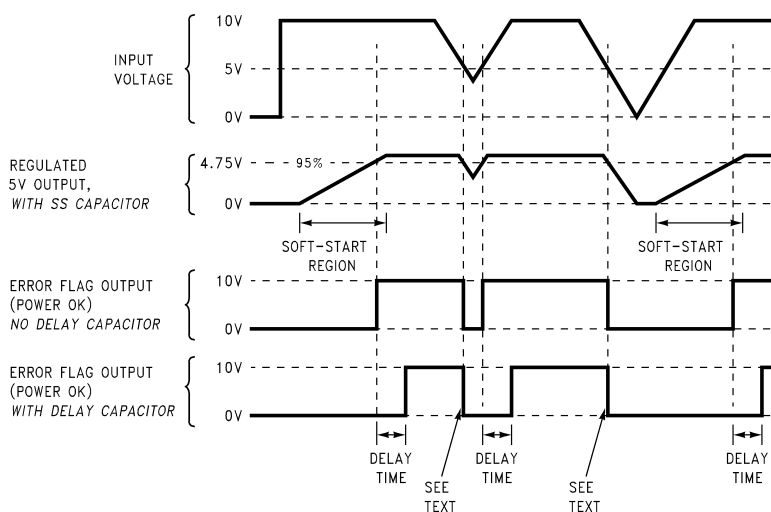 INPUT
VOLTAGE
10V
5V
0V
REGULATED
5V OUTPUT,
WITH SS CAPACITOR
4.75V
95%
0V
SOFT-START
REGION
SOFT-START
REGION
ERROR FLAG OUTPUT
(POWER OK)
NO DELAY CAPACITOR
10V
0V
ERROR FLAG OUTPUT
(POWER OK)
WITH DELAY CAPACITOR
10V
0V
DELAY
TIME
SEE
TEXT
DELAY
TIME
SEE
TEXT
DELAY
TIME